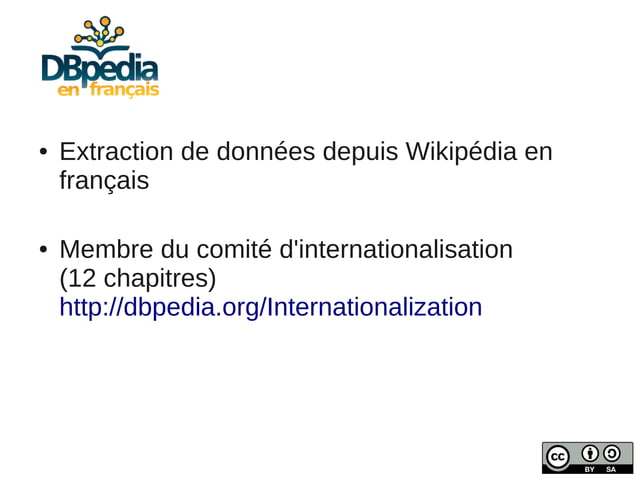 DBpedia
en français
• Extraction de données depuis Wikipédia en
français
• Membre du comité d'internationalisation
(12 chapitres)
http://dbpedia.org/Internationalization
cc
BY SA